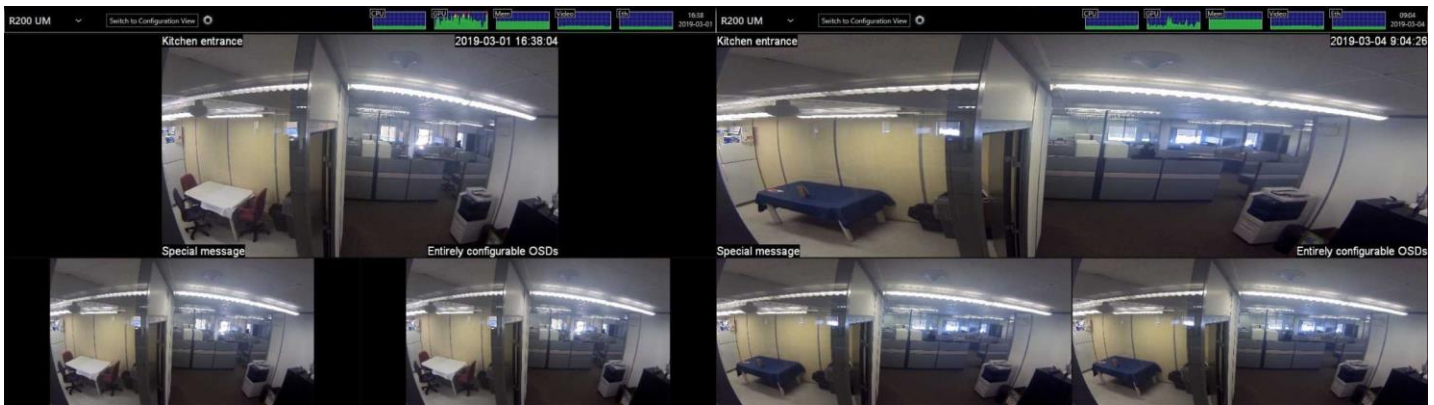 R200 UM
Switch to Configuration View
CPU
GPU
Mem
Video
Eth
16:38
2019-03-01
Kitchen entrance
2019-03-01 16:38:04
Special message
Entirely configurable OSDs
R200 UM
Switch to Configuration View
CPU
GPU
Mem
Video
Eth
09:04
2019-03-04
Kitchen entrance
2019-03-04 9:04:26
Special message
Entirely configurable OSDs